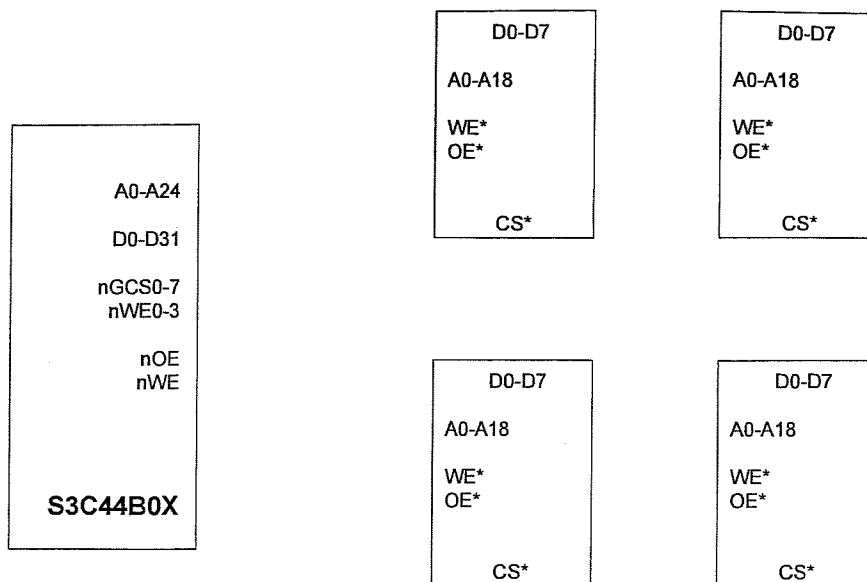 D0-D7
A0-A18
WE*
OE*
CS*
D0-D7
A0-A18
WE*
OE*
CS*
A0-A24
D0-D31
nGCS0-7
nWE0-3
nOE
nWE
S3C44B0X
D0-D7
A0-A18
WE*
OE*
CS*
D0-D7
A0-A18
WE*
OE*
CS*